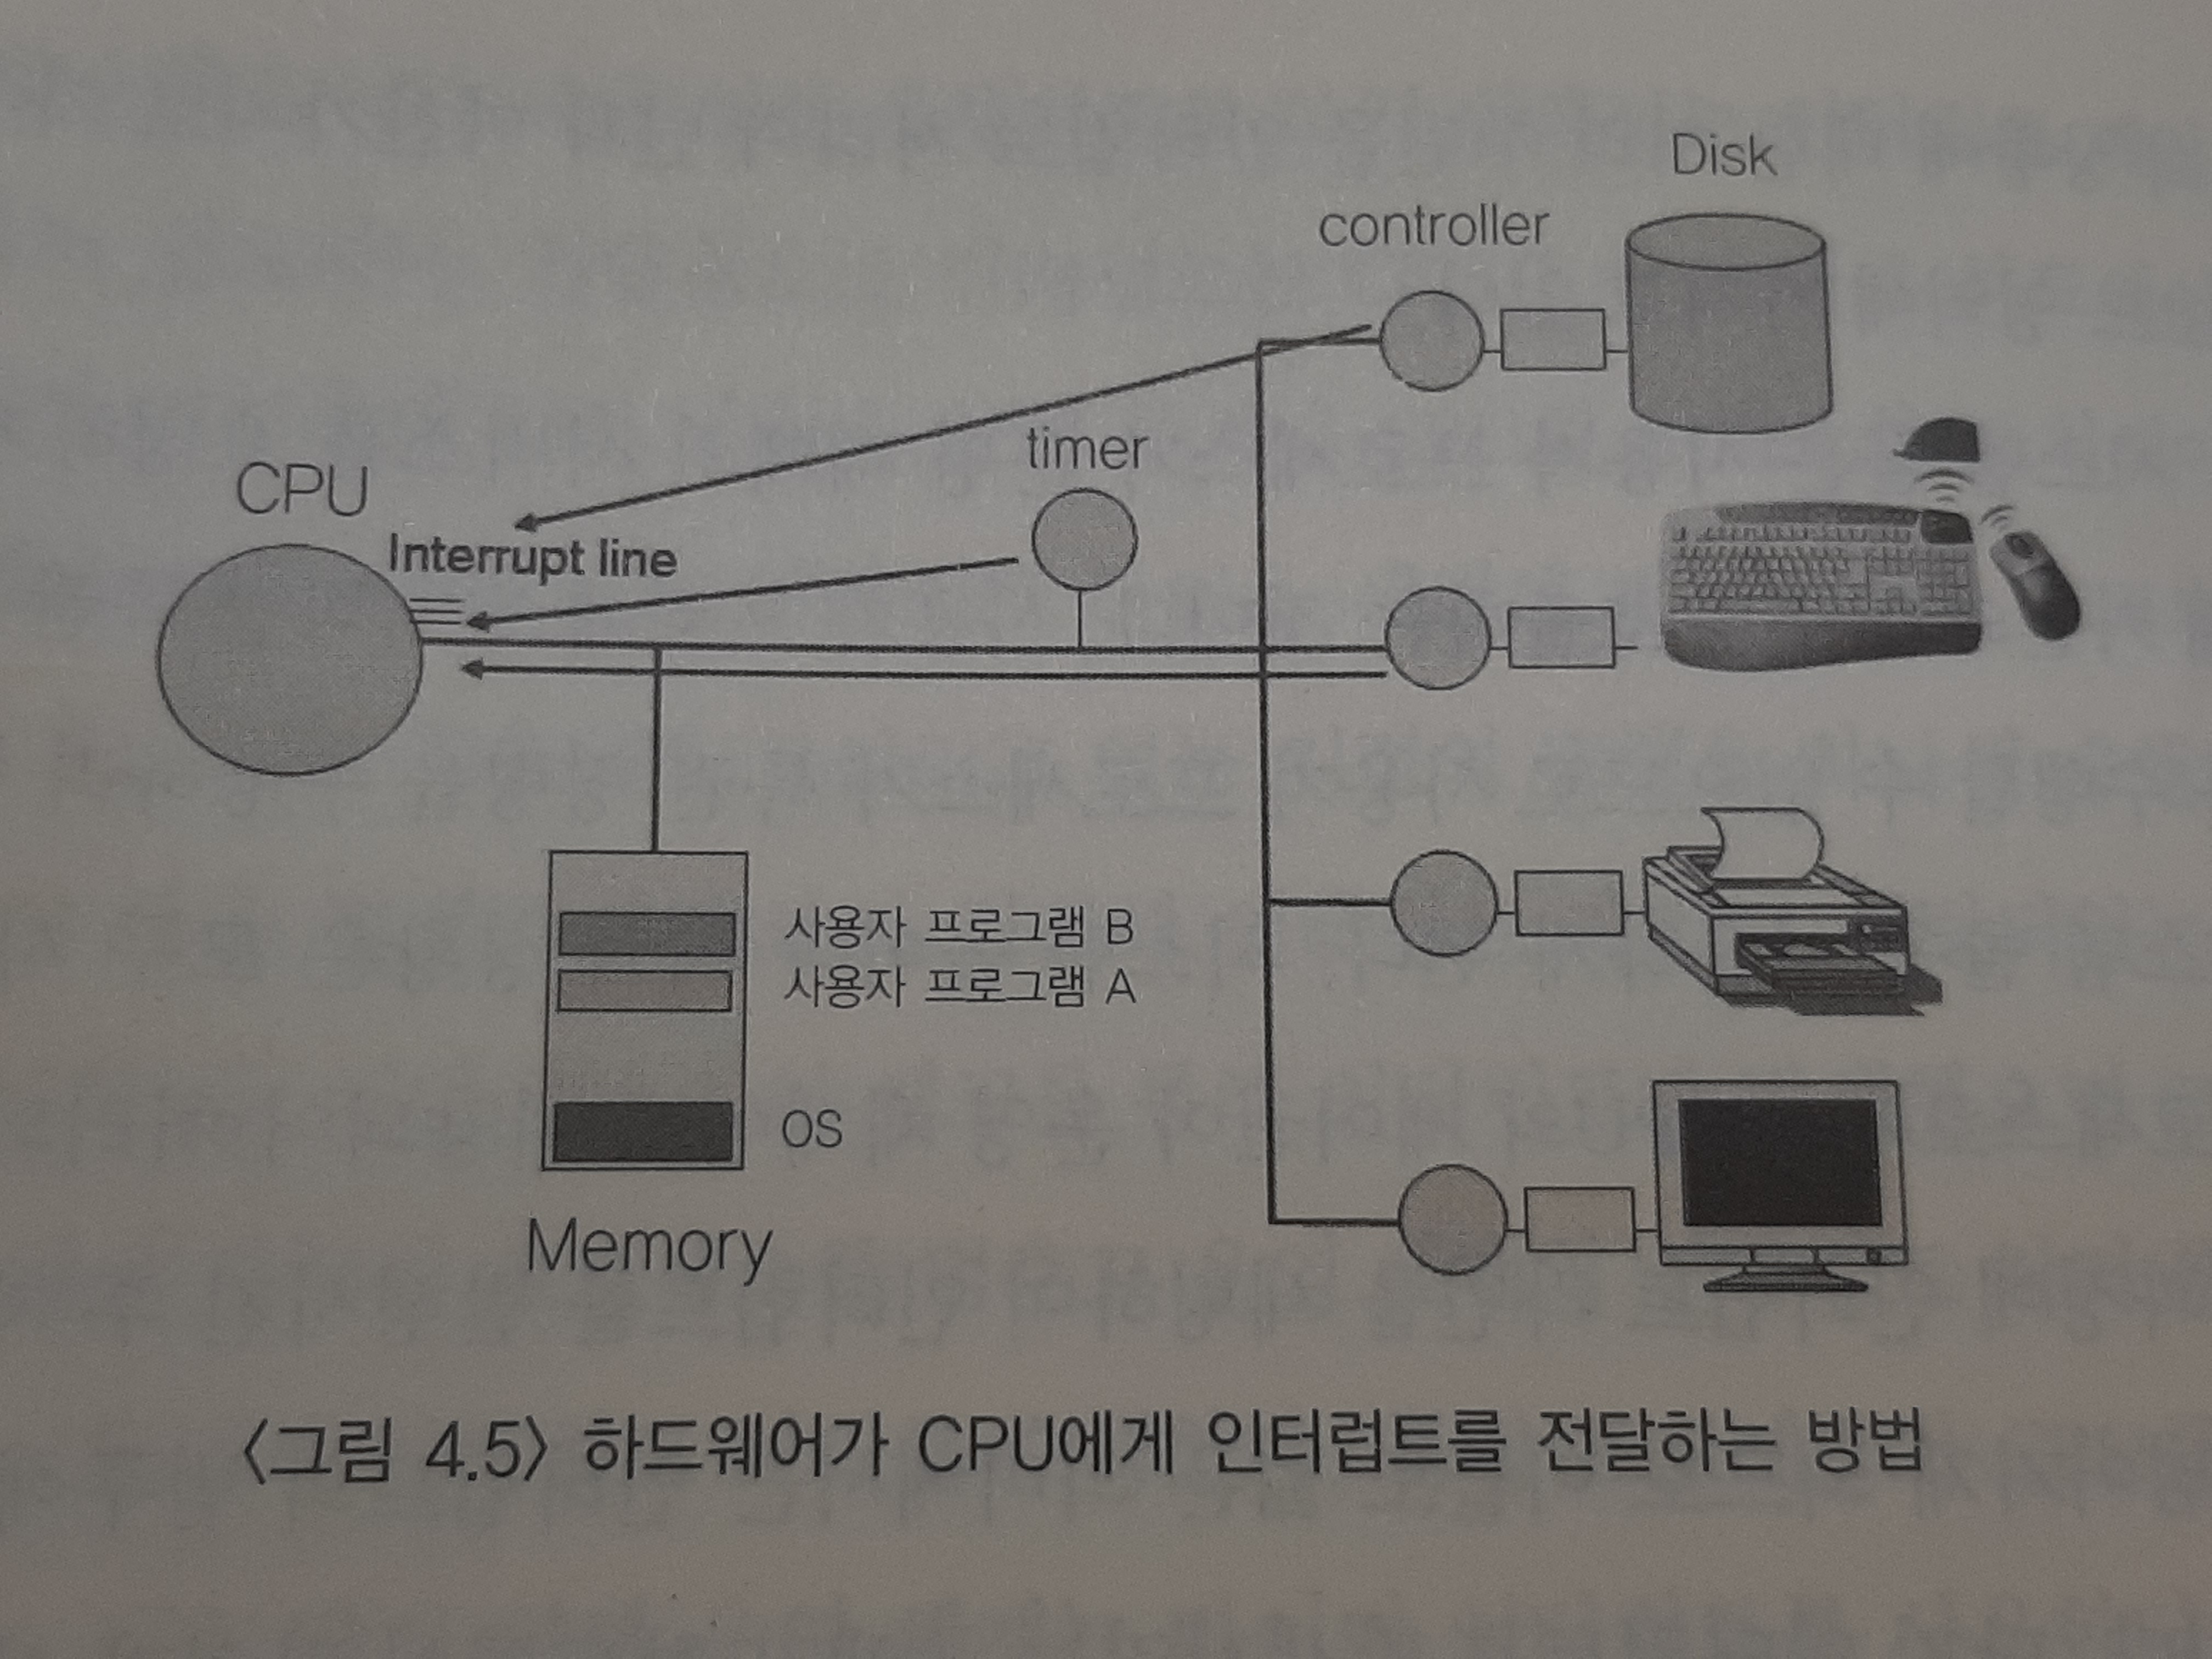 Disk
controller
timer
CPU
Interrupt line
사용자 프로그램 B
사용자 프로그램 A
OS
Memory
〈그림 4.5〉 하드웨어가 CPU에게 인터럽트를 전달하는 방법